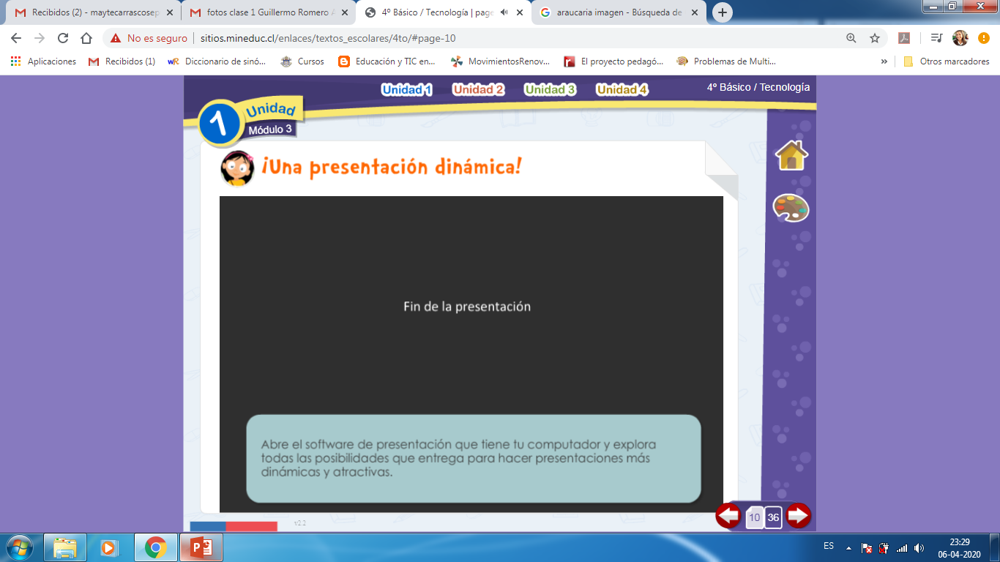 Recibidos (2) - maytecarrascosep
fotos clase 1 Guillermo Romero A
4º Básico / Tecnología | page
araucaria imagen - Búsqueda de
No es seguro
sitios.mineduc.cl/enlaces/textos_escolares/4to/#page-10
Aplicaciones
Recibidos (1)
Diccionario de sinó...
Cursos
Educación y TIC en...
MovimientosRenov...
El proyecto pedagó...
Problemas de Multi...
»
Otros marcadores
Unidad 1
Unidad 2
Unidad 3
Unidad 4
4º Básico / Tecnología
1
Unidad
Módulo 3
¡Una presentación dinámica!
Fin de la presentación
Abre el software de presentación que tiene tu computador y explora
todas las posibilidades que entrega para hacer presentaciones más
dinámicas y atractivas.
10
36
v2.2
ES
23:29
06-04-2020